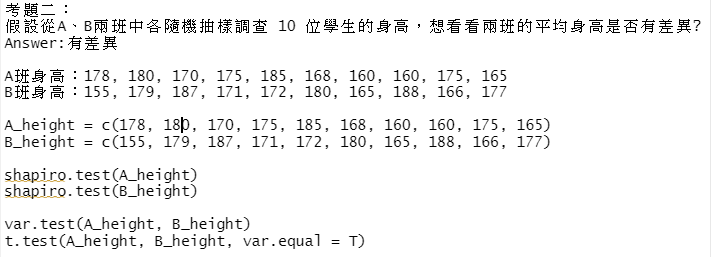 考題二：
假設從A、B兩班中各隨機抽樣調查 10 位學生的身高，想看看兩班的平均身高是否有差異?
Answer:有差異
A班身高：178, 180, 170, 175, 185, 168, 160, 160, 175, 165
B班身高：155, 179, 187, 171, 172, 180, 165, 188, 166, 177
A_height = c(178, 180, 170, 175, 185, 168, 160, 160, 175, 165)
B_height = c(155, 179, 187, 171, 172, 180, 165, 188, 166, 177)
shapiro.test(A_height)
shapiro.test(B_height)
var.test(A_height, B_height)
t.test(A_height, B_height, var.equal = T)